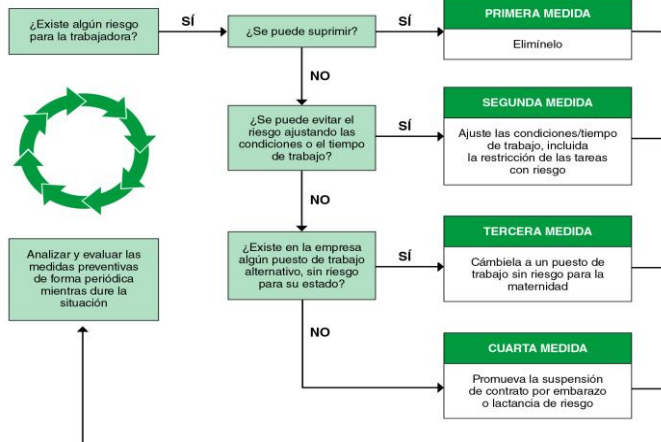 ¿Existe algún riesgo
para la trabajadora?
SÍ
¿Se puede suprimir?
SÍ
PRIMERA MEDIDA
Elimínelo
NO
¿Se puede evitar el
riesgo ajustando las
condiciones o el tiempo
de trabajo?
SÍ
SEGUNDA MEDIDA
Ajuste las condiciones/tiempo
de trabajo, incluida
la restricción de las tareas
con riesgo
NO
Analizar y evaluar las
medidas preventivas
de forma periódica
mientras dure la
situación
¿Existe en la empresa
algún puesto de trabajo
alternativo, sin riesgo
para su estado?
SÍ
TERCERA MEDIDA
Cámbiela a un puesto de
trabajo sin riesgo para la
maternidad
NO
CUARTA MEDIDA
Promueva la suspensión
de contrato por embarazo
o lactancia de riesgo